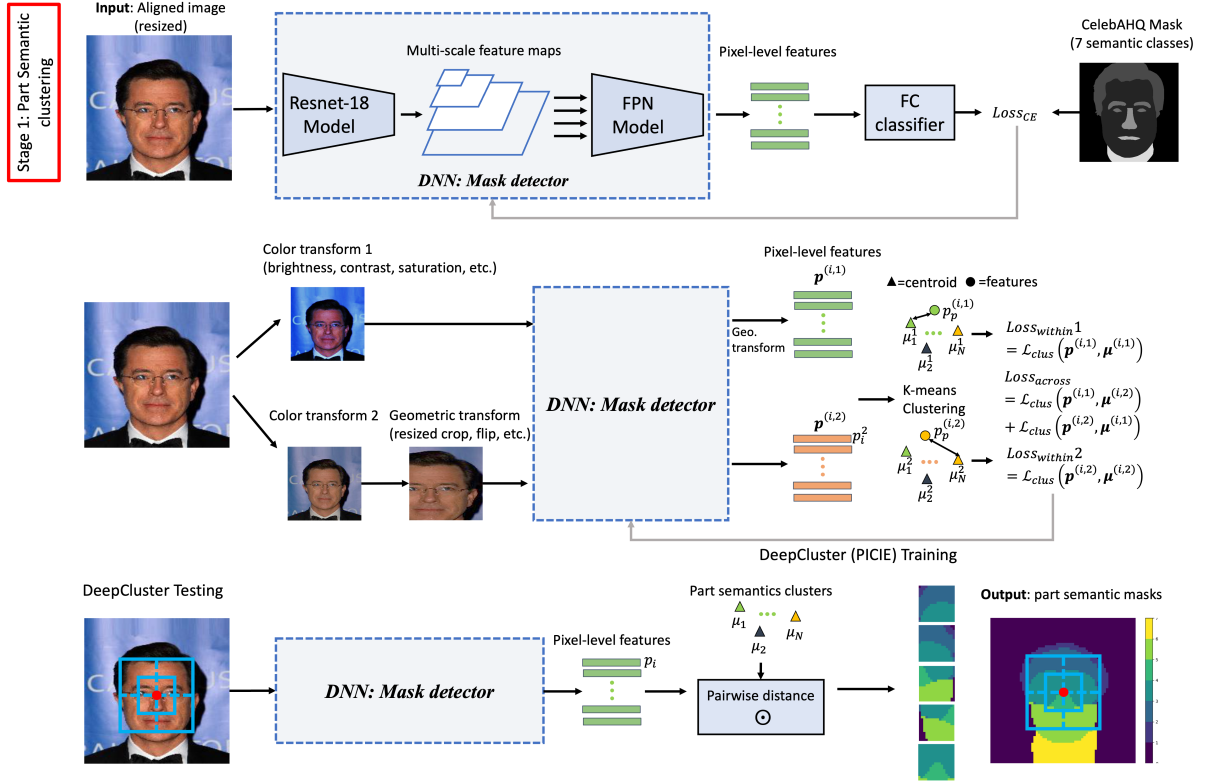 Stage 1: Part Semantic
clustering
Input: Aligned image
(resized)
Resnet-18
Model
Multi-scale feature maps
FPN
Model
DNN: Mask detector
Pixel-level features
FC
classifier
Loss_CE
CelebAHQ Mask
(7 semantic classes)
Color transform 1
(brightness, contrast, saturation, etc.)
Color transform 2
Geometric transform
(resized crop, flip, etc.)
DNN: Mask detector
Geo.
transform
Pixel-level features
p^(i,1)
p^(i,2)
p_i^2
▲=centroid ●=features
p_p^(i,1)
μ_1^1
μ_2^1
μ_N^1
K-means
Clustering
p_p^(i,2)
μ_1^2
μ_2^2
μ_N^2
Loss_within 1
= ℒ_clus (p^(i,1), μ^(i,1))
Loss_across
= ℒ_clus (p^(i,1), μ^(i,2))
+ ℒ_clus (p^(i,2), μ^(i,1))
Loss_within 2
= ℒ_clus (p^(i,2), μ^(i,2))
DeepCluster (PICIE) Training
DeepCluster Testing
DNN: Mask detector
Pixel-level features
p_i
Part semantics clusters
μ_1
μ_2
μ_N
Pairwise distance
⊙
Output: part semantic masks